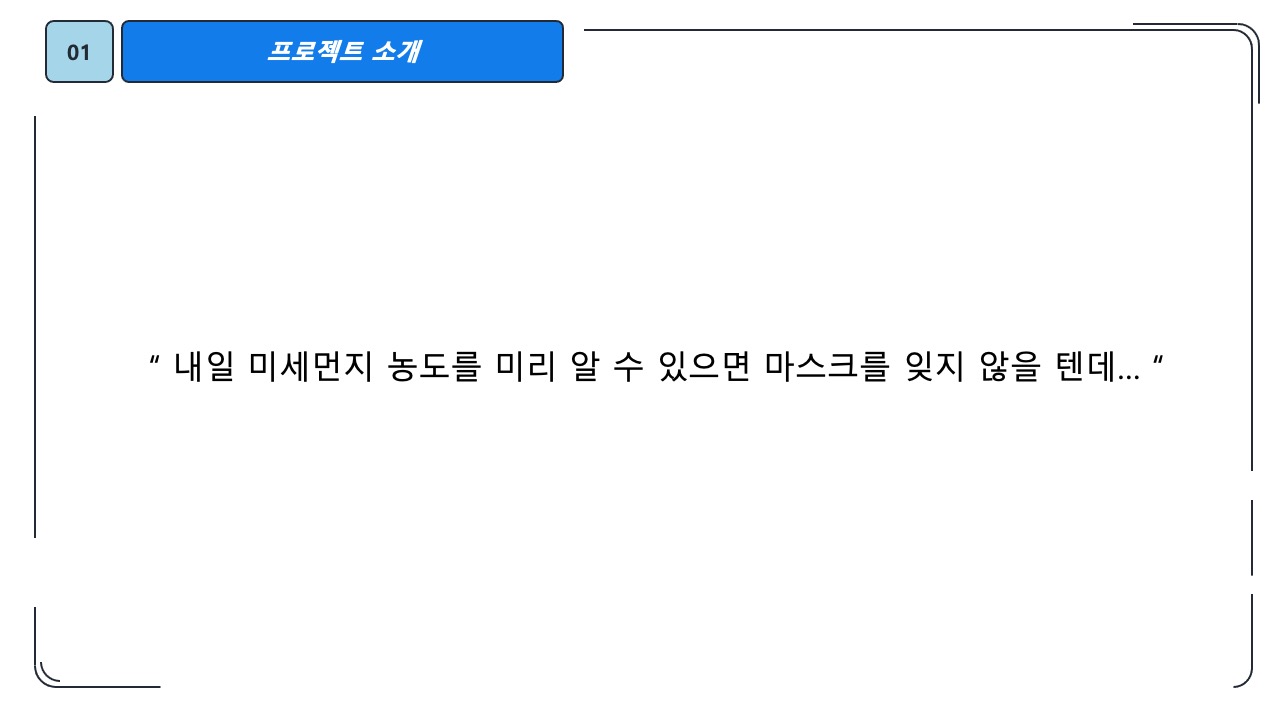 01
프로젝트 소개
“ 내일 미세먼지 농도를 미리 알 수 있으면 마스크를 잊지 않을 텐데... “